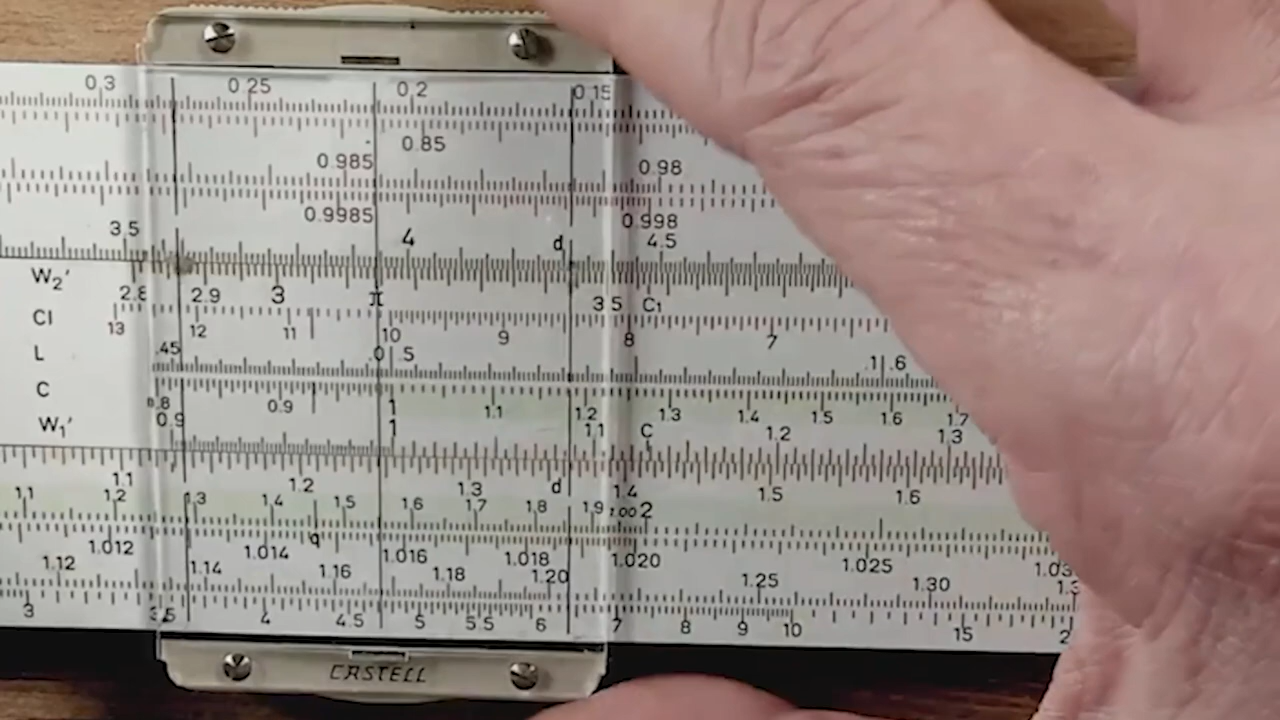 0.3 0.25 0.2 0.15
0.85
0.985 0.98
0.9985 0.998
3.5 4 d 4.5
W₂'
2.8 2.9 3 π 3 5 C₁
CI 13 12 11 10 9 8 7
L .45 .0 .5 .1 .6
C 0.8 0.9 1 1.1 1.2 1.3 1.4 1.5 1.6 1.7
W₁' 0.9 1 1.1 C 1.2 1.3
1.1 1.2 1.3 d 1.4 1.5 1.6
1.1 1.2 1.3 1.4 1.5 1.6 1.7 1.8 1.9 2
1.012 1.014 q 1.016 1.018 1.020 1.025
1.12 1.14 1.16 1.18 1.20 1.25 1.30
3 3.5 4 4.5 5 5.5 6 7 8 9 10 15
CASTELL